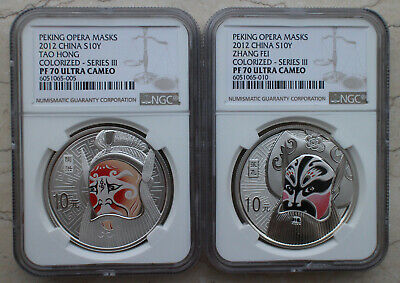 PEKING OPERA MASKS
2012 CHINA S10Y
TAO HONG
COLORIZED - SERIES III
PF 70 ULTRA CAMEO
6051065-005
NUMISMATIC GUARANTY CORPORATION
NGC
10元
PEKING OPERA MASKS
2012 CHINA S10Y
ZHANG FEI
COLORIZED - SERIES III
PF 70 ULTRA CAMEO
6051065-010
NUMISMATIC GUARANTY CORPORATION
NGC
10元